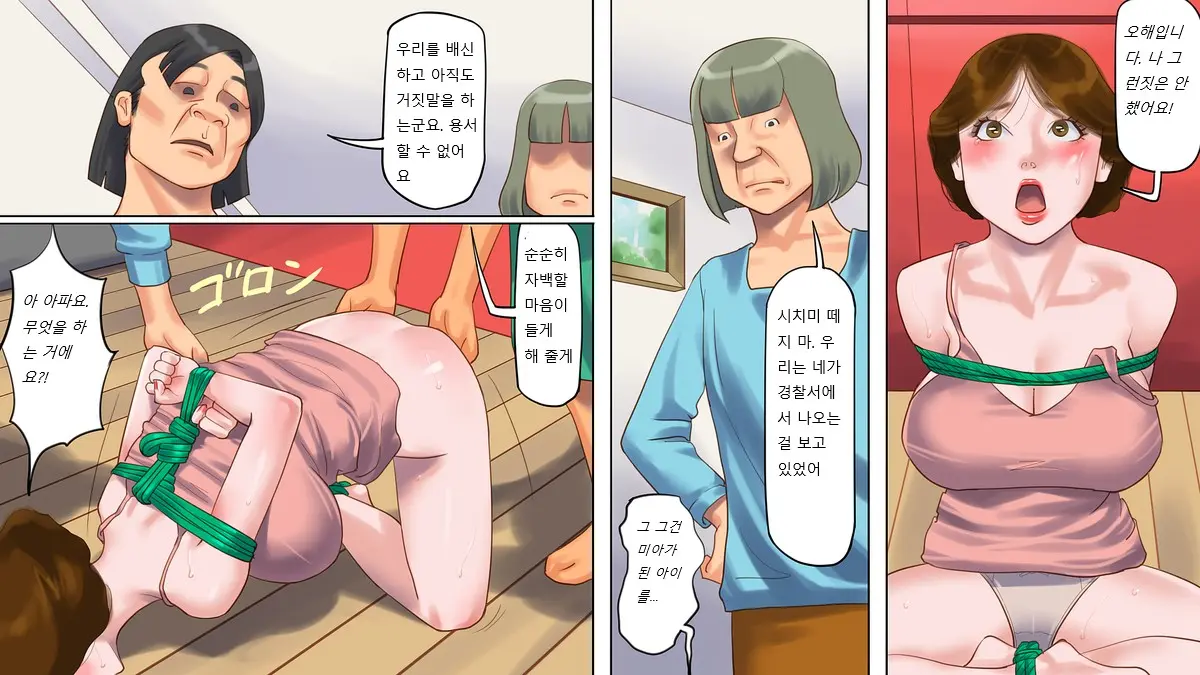 오해입니
다. 나 그
런짓은 안
했어요!
시치미 떼
지 마. 우
리는 네가
경찰서에
서 나오는
걸 보고
있었어
그 그건
미아가
된 아이
를...
우리를 배신
하고 아직도
거짓말을 하
는군요. 용서
할 수 없어
요
순순히
자백할
마음이
들게
해 줄게
ゴロン
아 아파요.
무엇을 하
는 거에
요?!